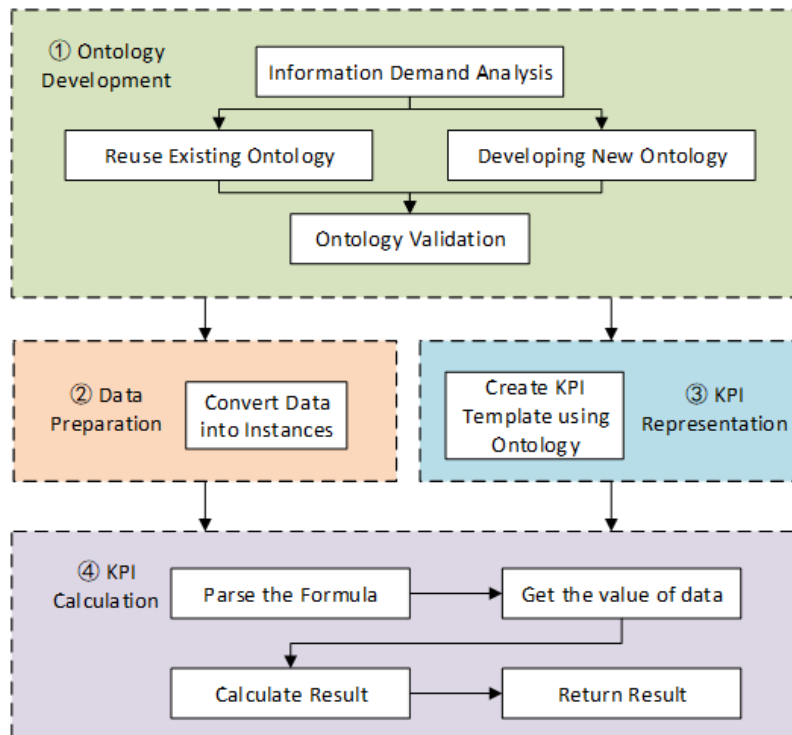 ① Ontology
Development
Information Demand Analysis
Reuse Existing Ontology
Developing New Ontology
Ontology Validation
② Data
Preparation
Convert Data
into Instances
Create KPI
Template using
Ontology
③ KPI
Representation
④ KPI
Calculation
Parse the Formula
Get the value of data
Calculate Result
Return Result